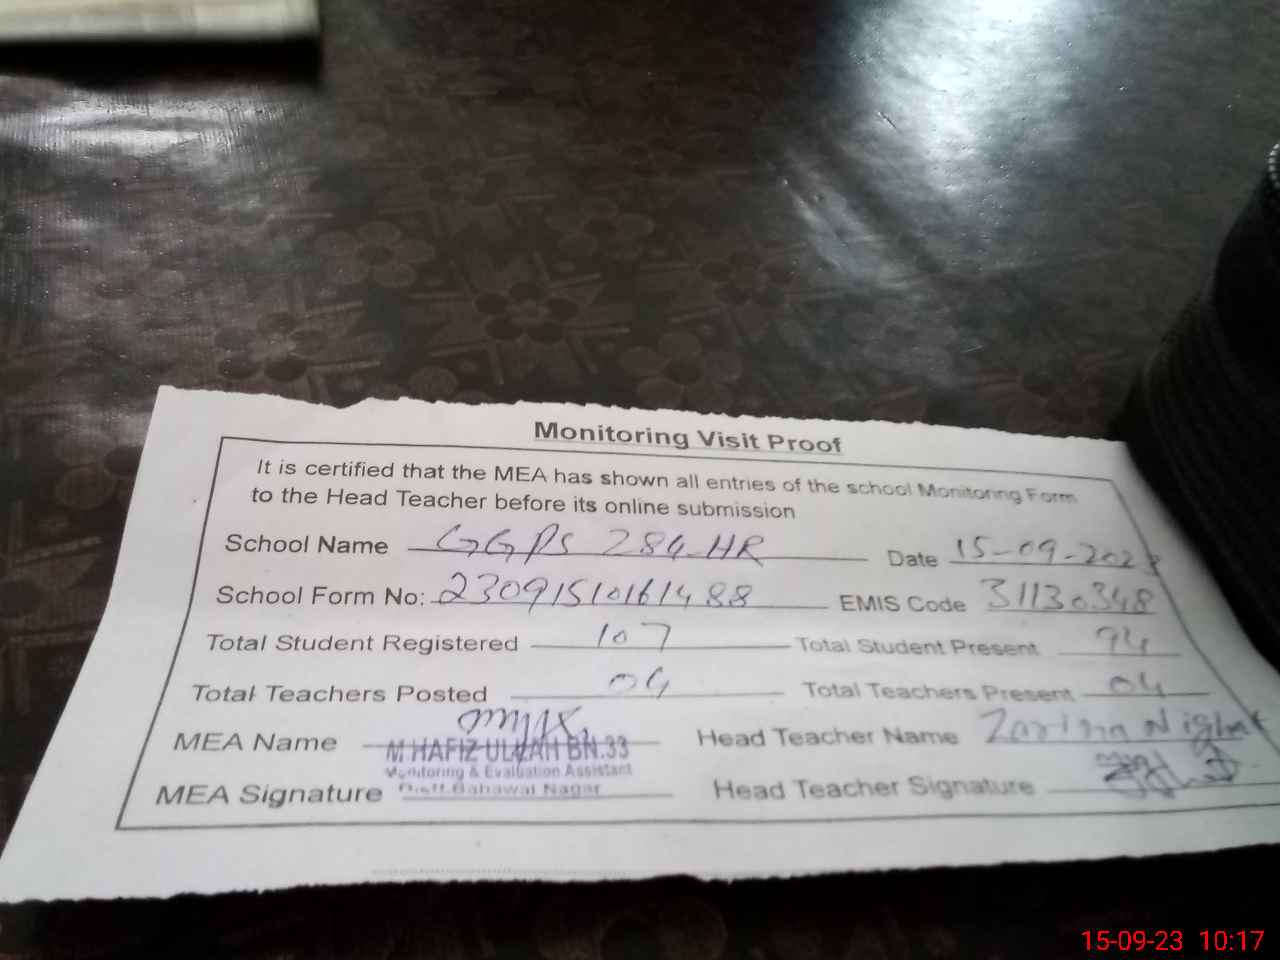 Monitoring Visit Proof
It is certified that the MEA has shown all entries of the school Monitoring Form
to the Head Teacher before its online submission
School Name GGPS 284-HR Date 15-09-2023
School Form No: 23091510161488 EMIS Code 31130348
Total Student Registered 107 Total Student Present 94
Total Teachers Posted 04 Total Teachers Present 04
MEA Name M HAFIZ ULLAH BN.33 Head Teacher Name
Monitoring & Evaluation Assistant
MEA Signature Distt.Bahawal Nagar Head Teacher Signature
15-09-23 10:17